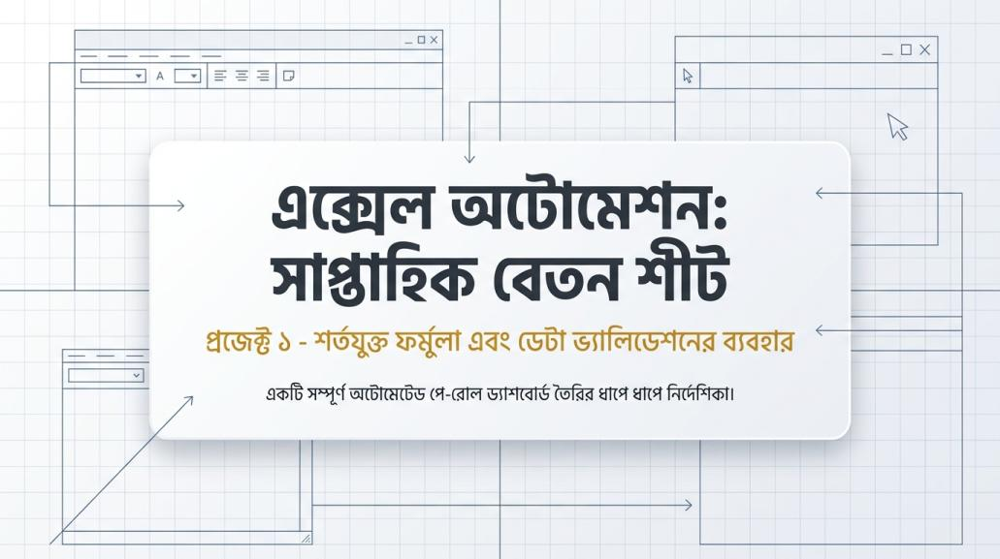 এক্সেল অটোমেশন:
সাপ্তাহিক বেতন শীট
প্রজেক্ট ১ - শর্তযুক্ত ফর্মুলা এবং ডেটা ভ্যালিডেশনের ব্যবহার
একটি সম্পূর্ণ অটোমেটেড পে-রোল ড্যাশবোর্ড তৈরির ধাপে ধাপে নির্দেশিকা।
A